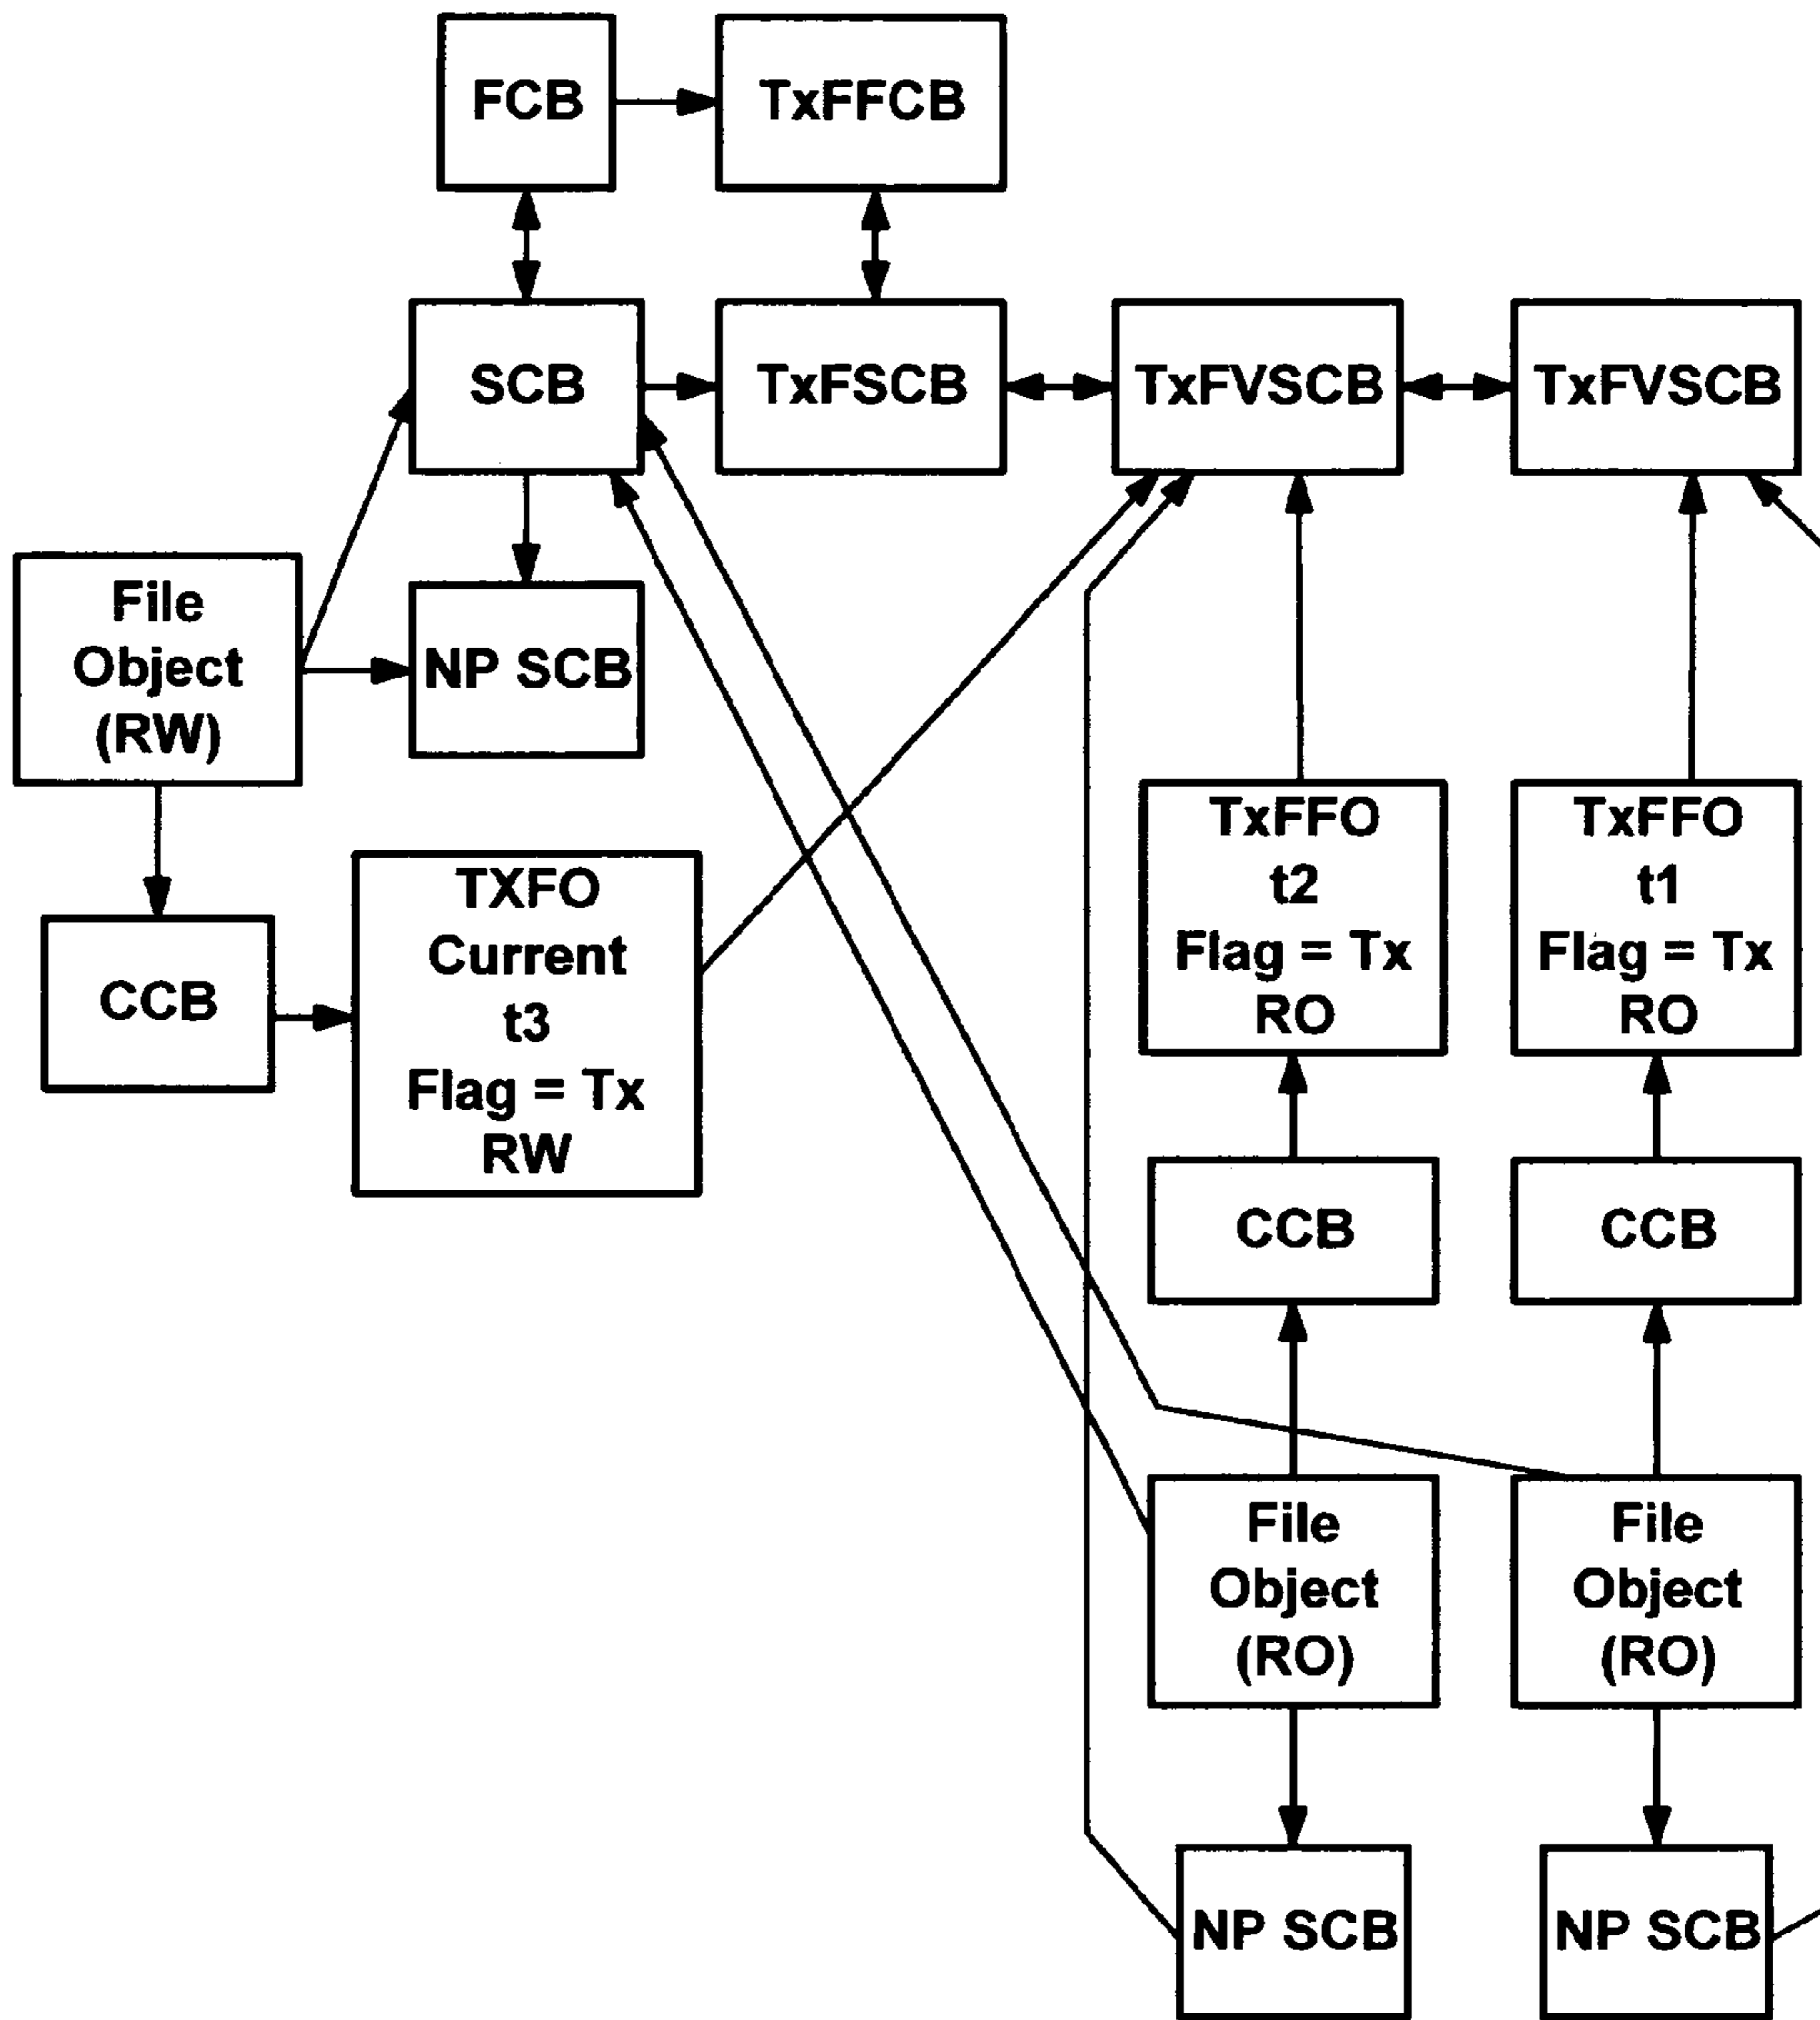 FCB
TxFFCB
SCB
TxFSCB
TxFVSCB
TxFVSCB
File
Object
(RW)
NP SCB
CCB
TXFO
Current
t3
Flag = Tx
RW
TxFFO
t2
Flag = Tx
RO
TxFFO
t1
Flag = Tx
RO
CCB
CCB
File
Object
(RO)
File
Object
(RO)
NP SCB
NP SCB